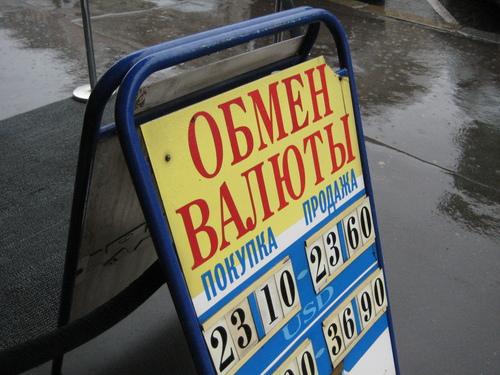 ОБМЕН
ВАЛЮТЫ
ПОКУПКА ПРОДАЖА
23 10 USD 23 60
36 90